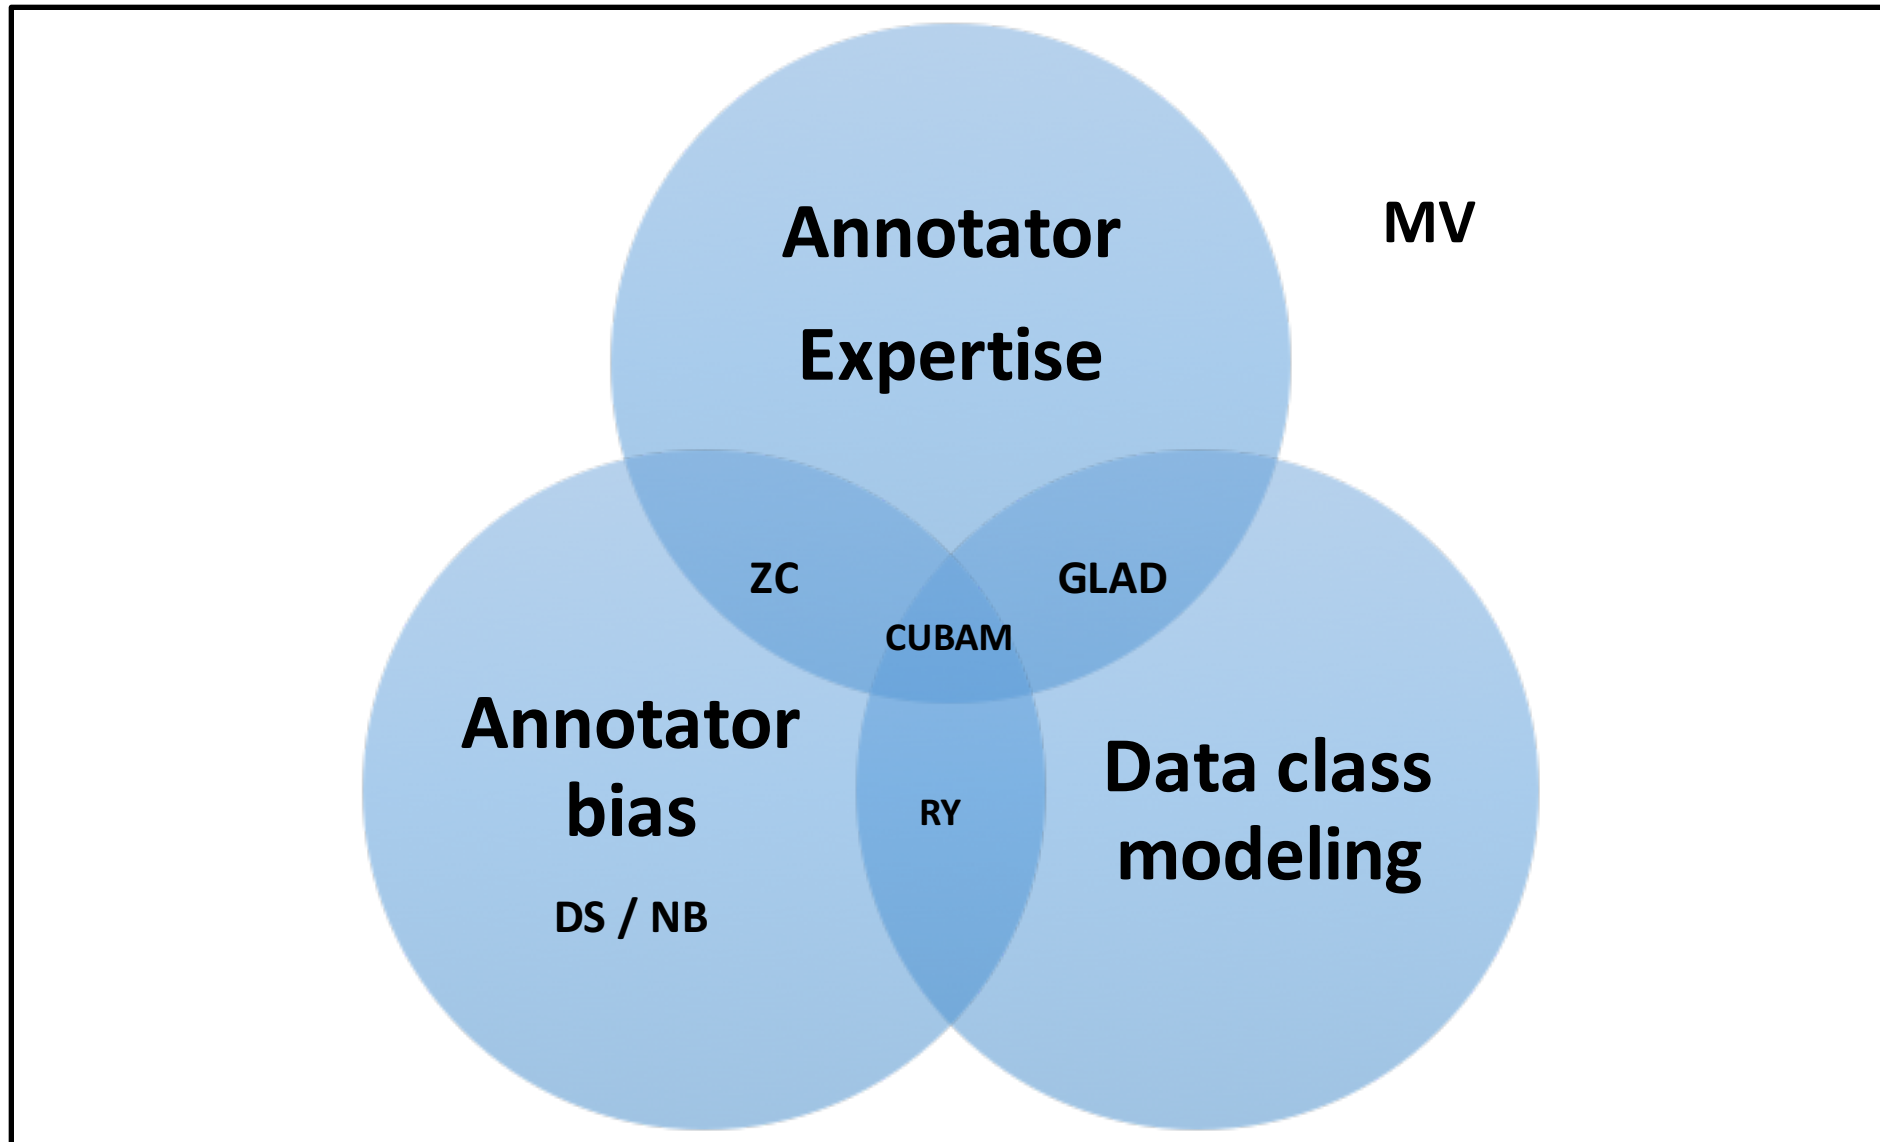 Annotator
Expertise
MV
ZC
GLAD
CUBAM
Annotator
bias
DS / NB
RY
Data class
modeling